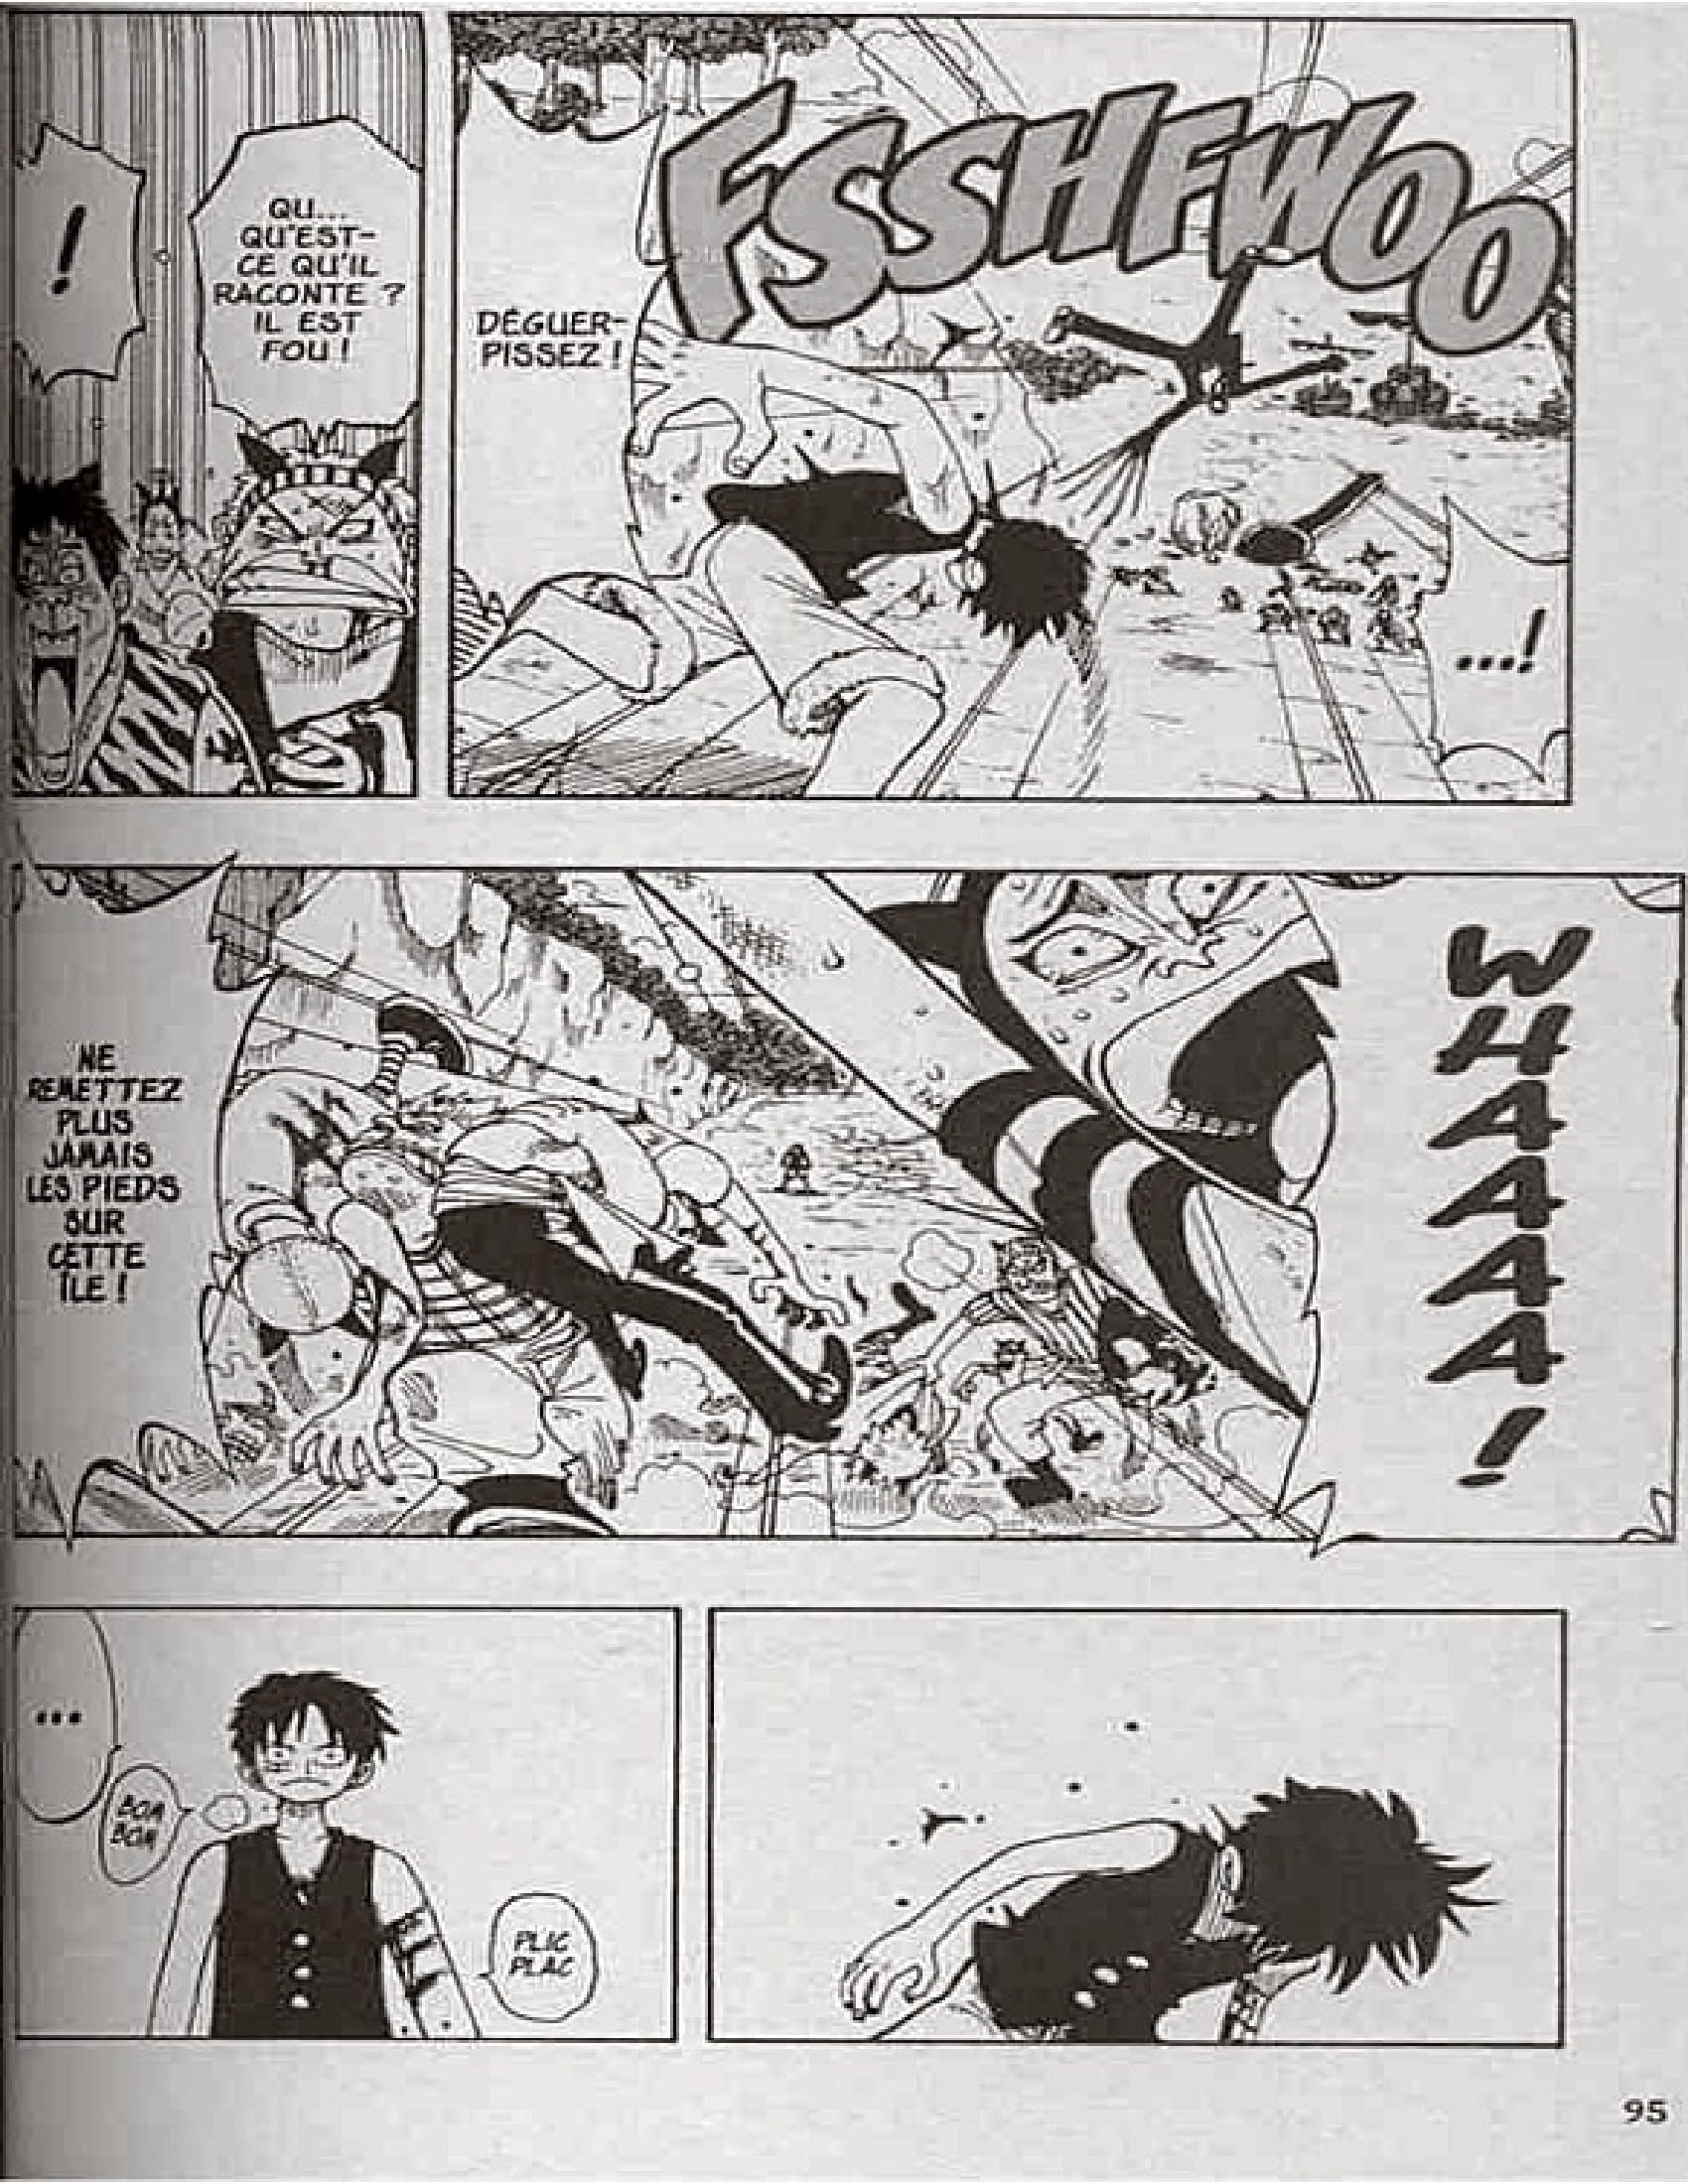 FSSHFWOO
...!
DÉGUER-
PISSEZ !
QU...
QU'EST-
CE QU'IL
RACONTE ?
IL EST
FOU !
!
WHAAAAA !
NE
REMETTEZ
PLUS
JAMAIS
LES PIEDS
SUR
CETTE
ÎLE !
PLIC
PLAC
BOM
BOM
...
95